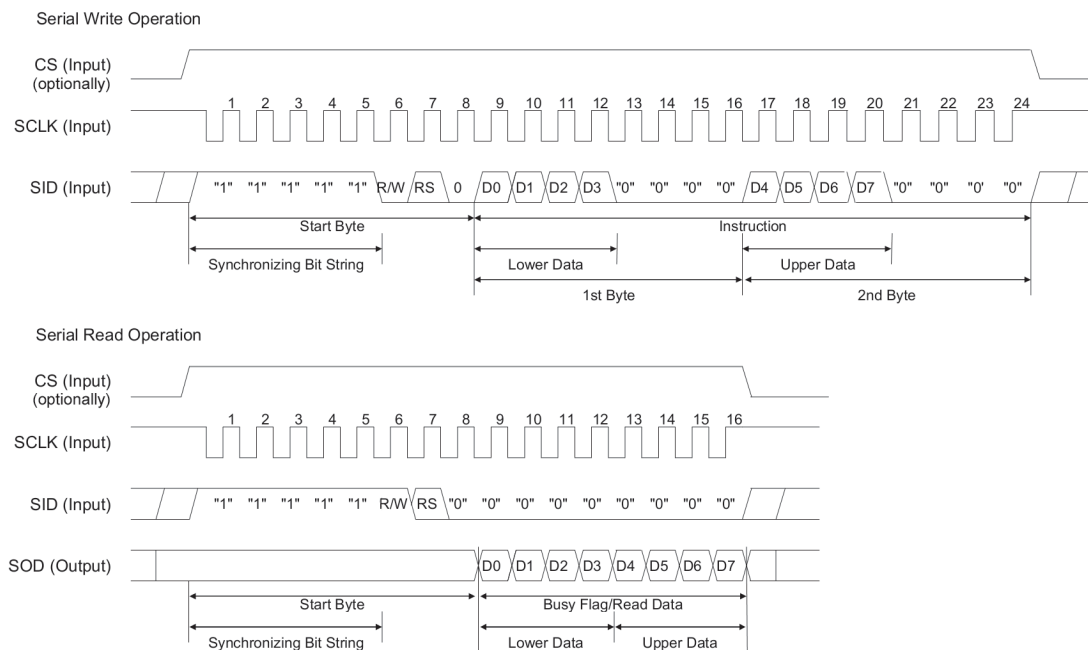 Serial Write Operation
CS (Input)
(optionally)
1 2 3 4 5 6 7 8 9 10 11 12 13 14 15 16 17 18 19 20 21 22 23 24
SCLK (Input)
SID (Input) "1" "1" "1" "1" "1" R/W RS 0 D0 D1 D2 D3 "0" "0" "0" "0" D4 D5 D6 D7 "0" "0" "0' "0"
Start Byte Instruction
Synchronizing Bit String Lower Data Upper Data
1st Byte 2nd Byte
Serial Read Operation
CS (Input)
(optionally)
1 2 3 4 5 6 7 8 9 10 11 12 13 14 15 16
SCLK (Input)
SID (Input) "1" "1" "1" "1" "1" R/W RS "0" "0" "0" "0" "0" "0" "0" "0" "0"
SOD (Output) D0 D1 D2 D3 D4 D5 D6 D7
Start Byte Busy Flag/Read Data
Synchronizing Bit String Lower Data Upper Data